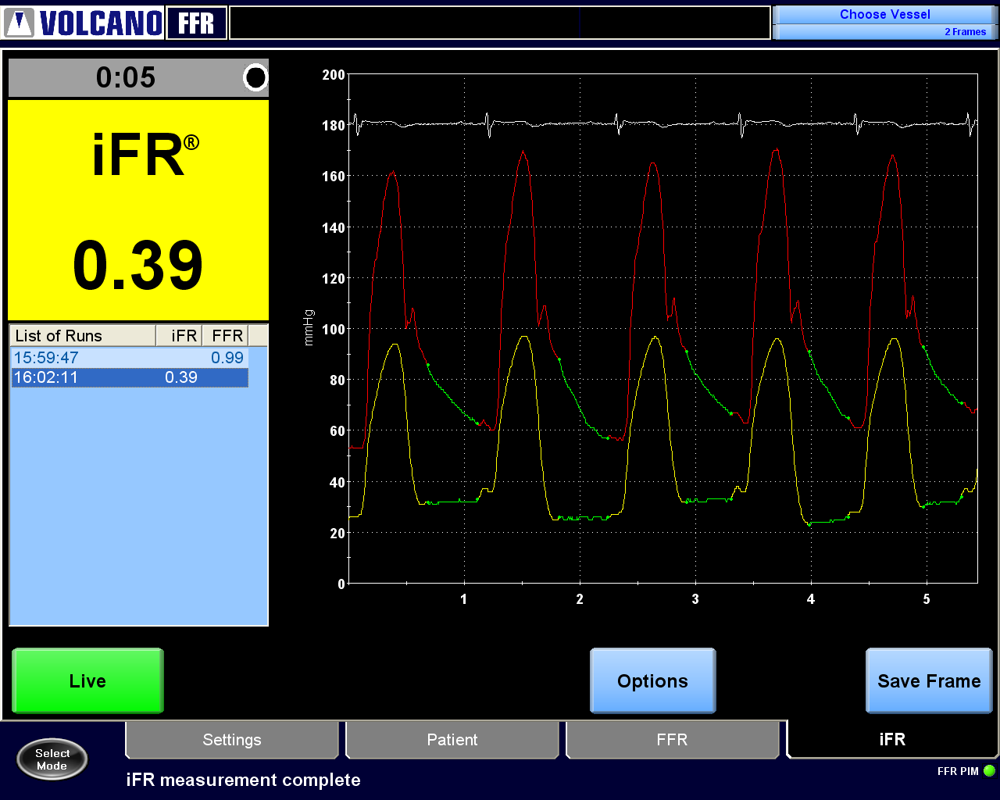 VOLCANO FFR
Choose Vessel
2 Frames
0:05
iFR®
0.39
List of Runs iFR FFR
15:59:47 0.99
16:02:11 0.39
200
180
160
140
120
100
80
60
40
20
0
mmHg
1 2 3 4 5
Live Options Save Frame
Select Mode
Settings Patient FFR iFR
iFR measurement complete
FFR PIM